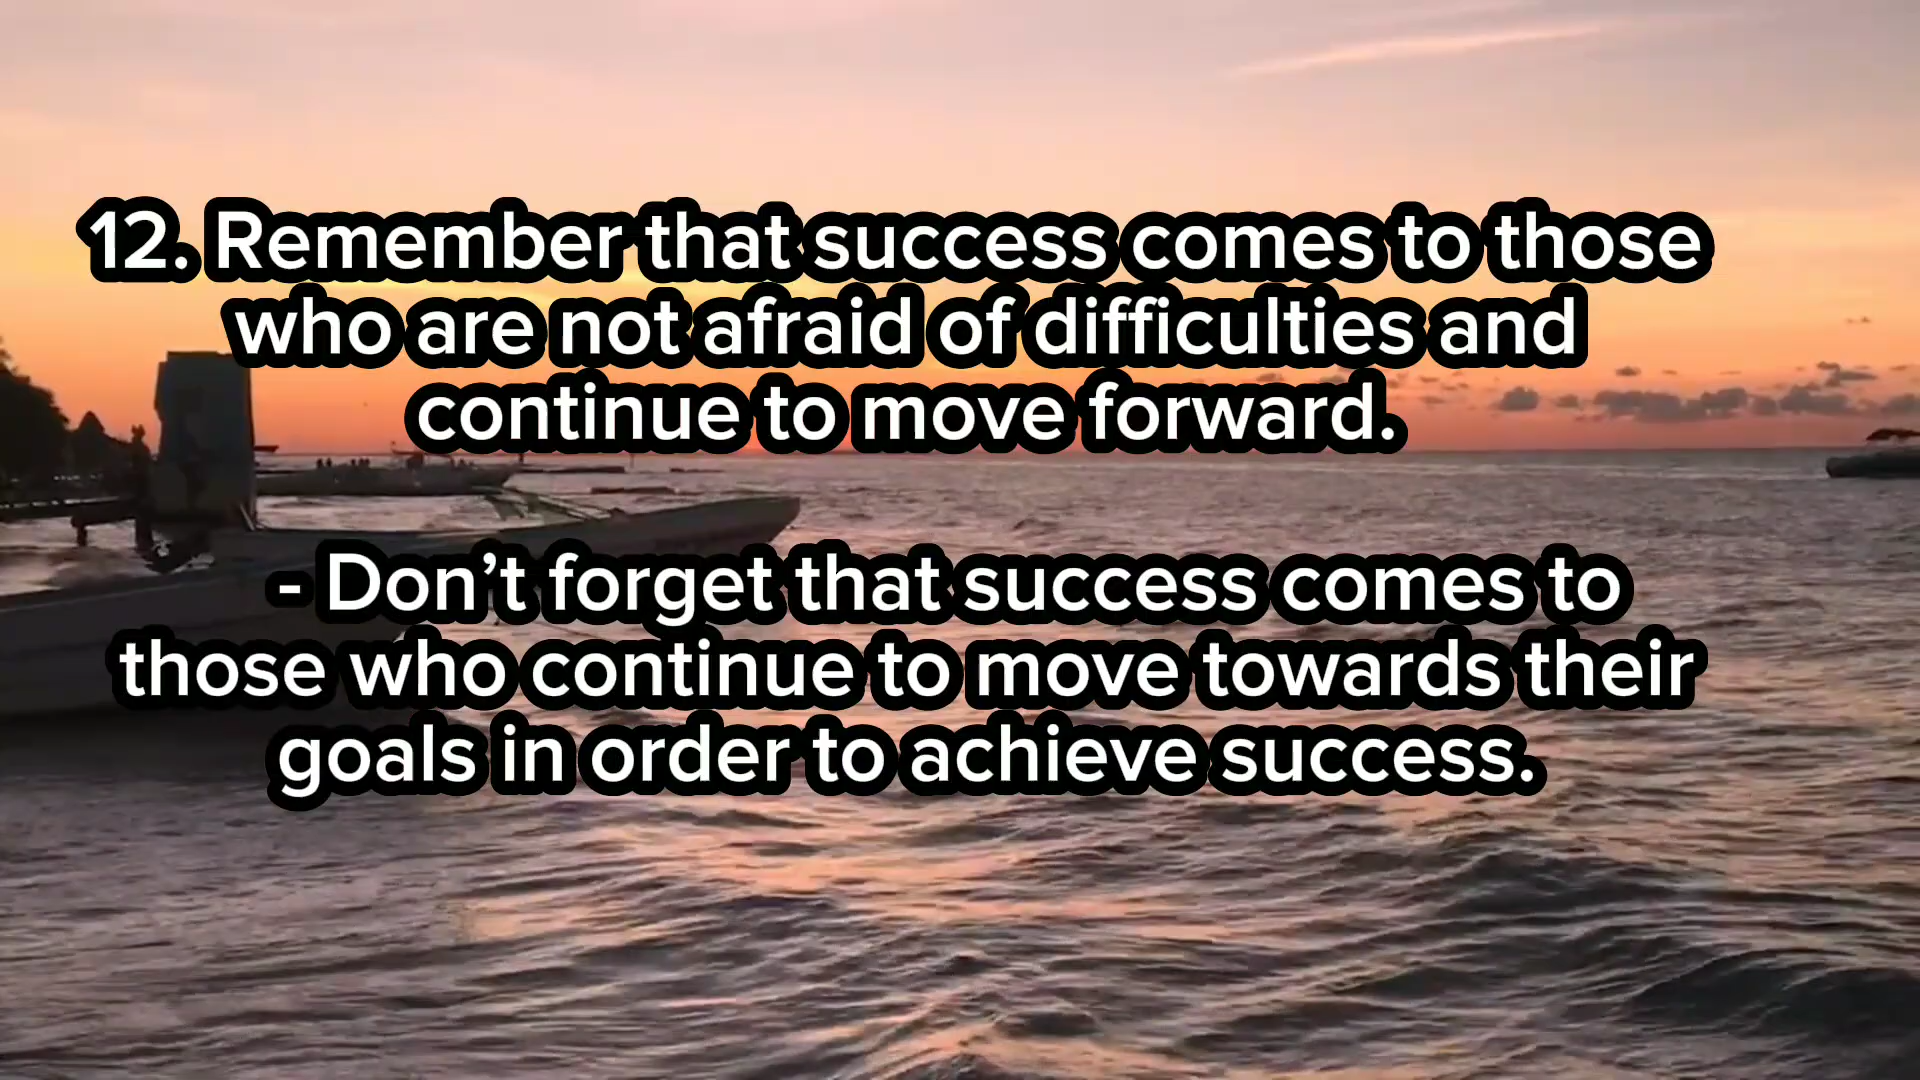 12. Remember that success comes to those
who are not afraid of difficulties and
continue to move forward.
- Don’t forget that success comes to
those who continue to move towards their
goals in order to achieve success.